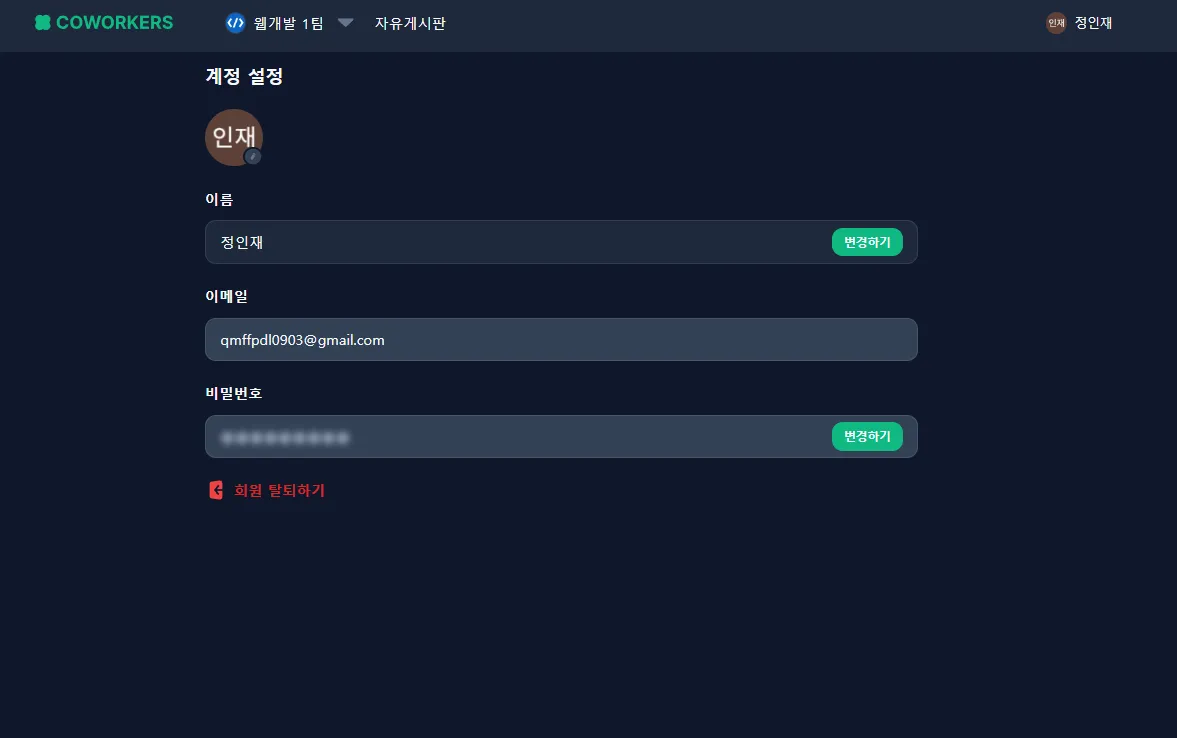 COWORKERS 웹개발 1팀 자유게시판 인재 정인재
계정 설정
인재
이름
정인재 변경하기
이메일
qmffpdl0903@gmail.com
비밀번호
변경하기
회원 탈퇴하기